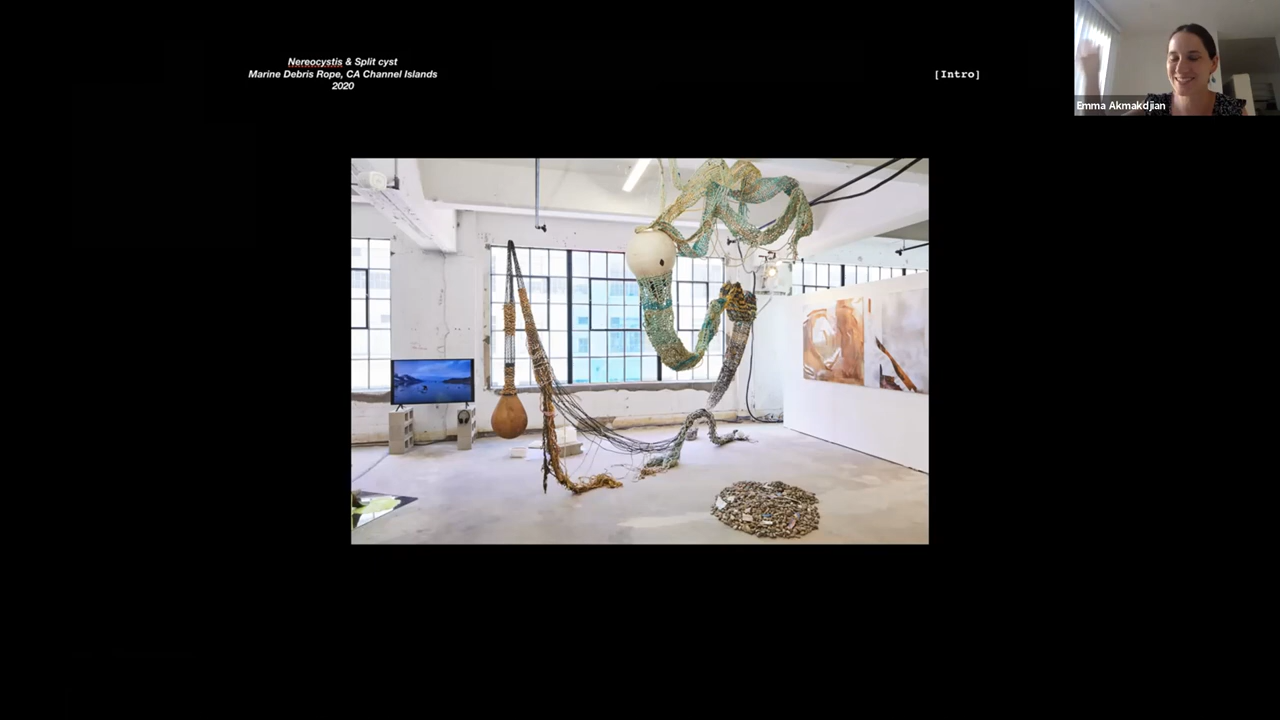 Nereocystis & Split cyst
Marine Debris Rope, CA Channel Islands
2020
[Intro]
Emma Akmakdjian